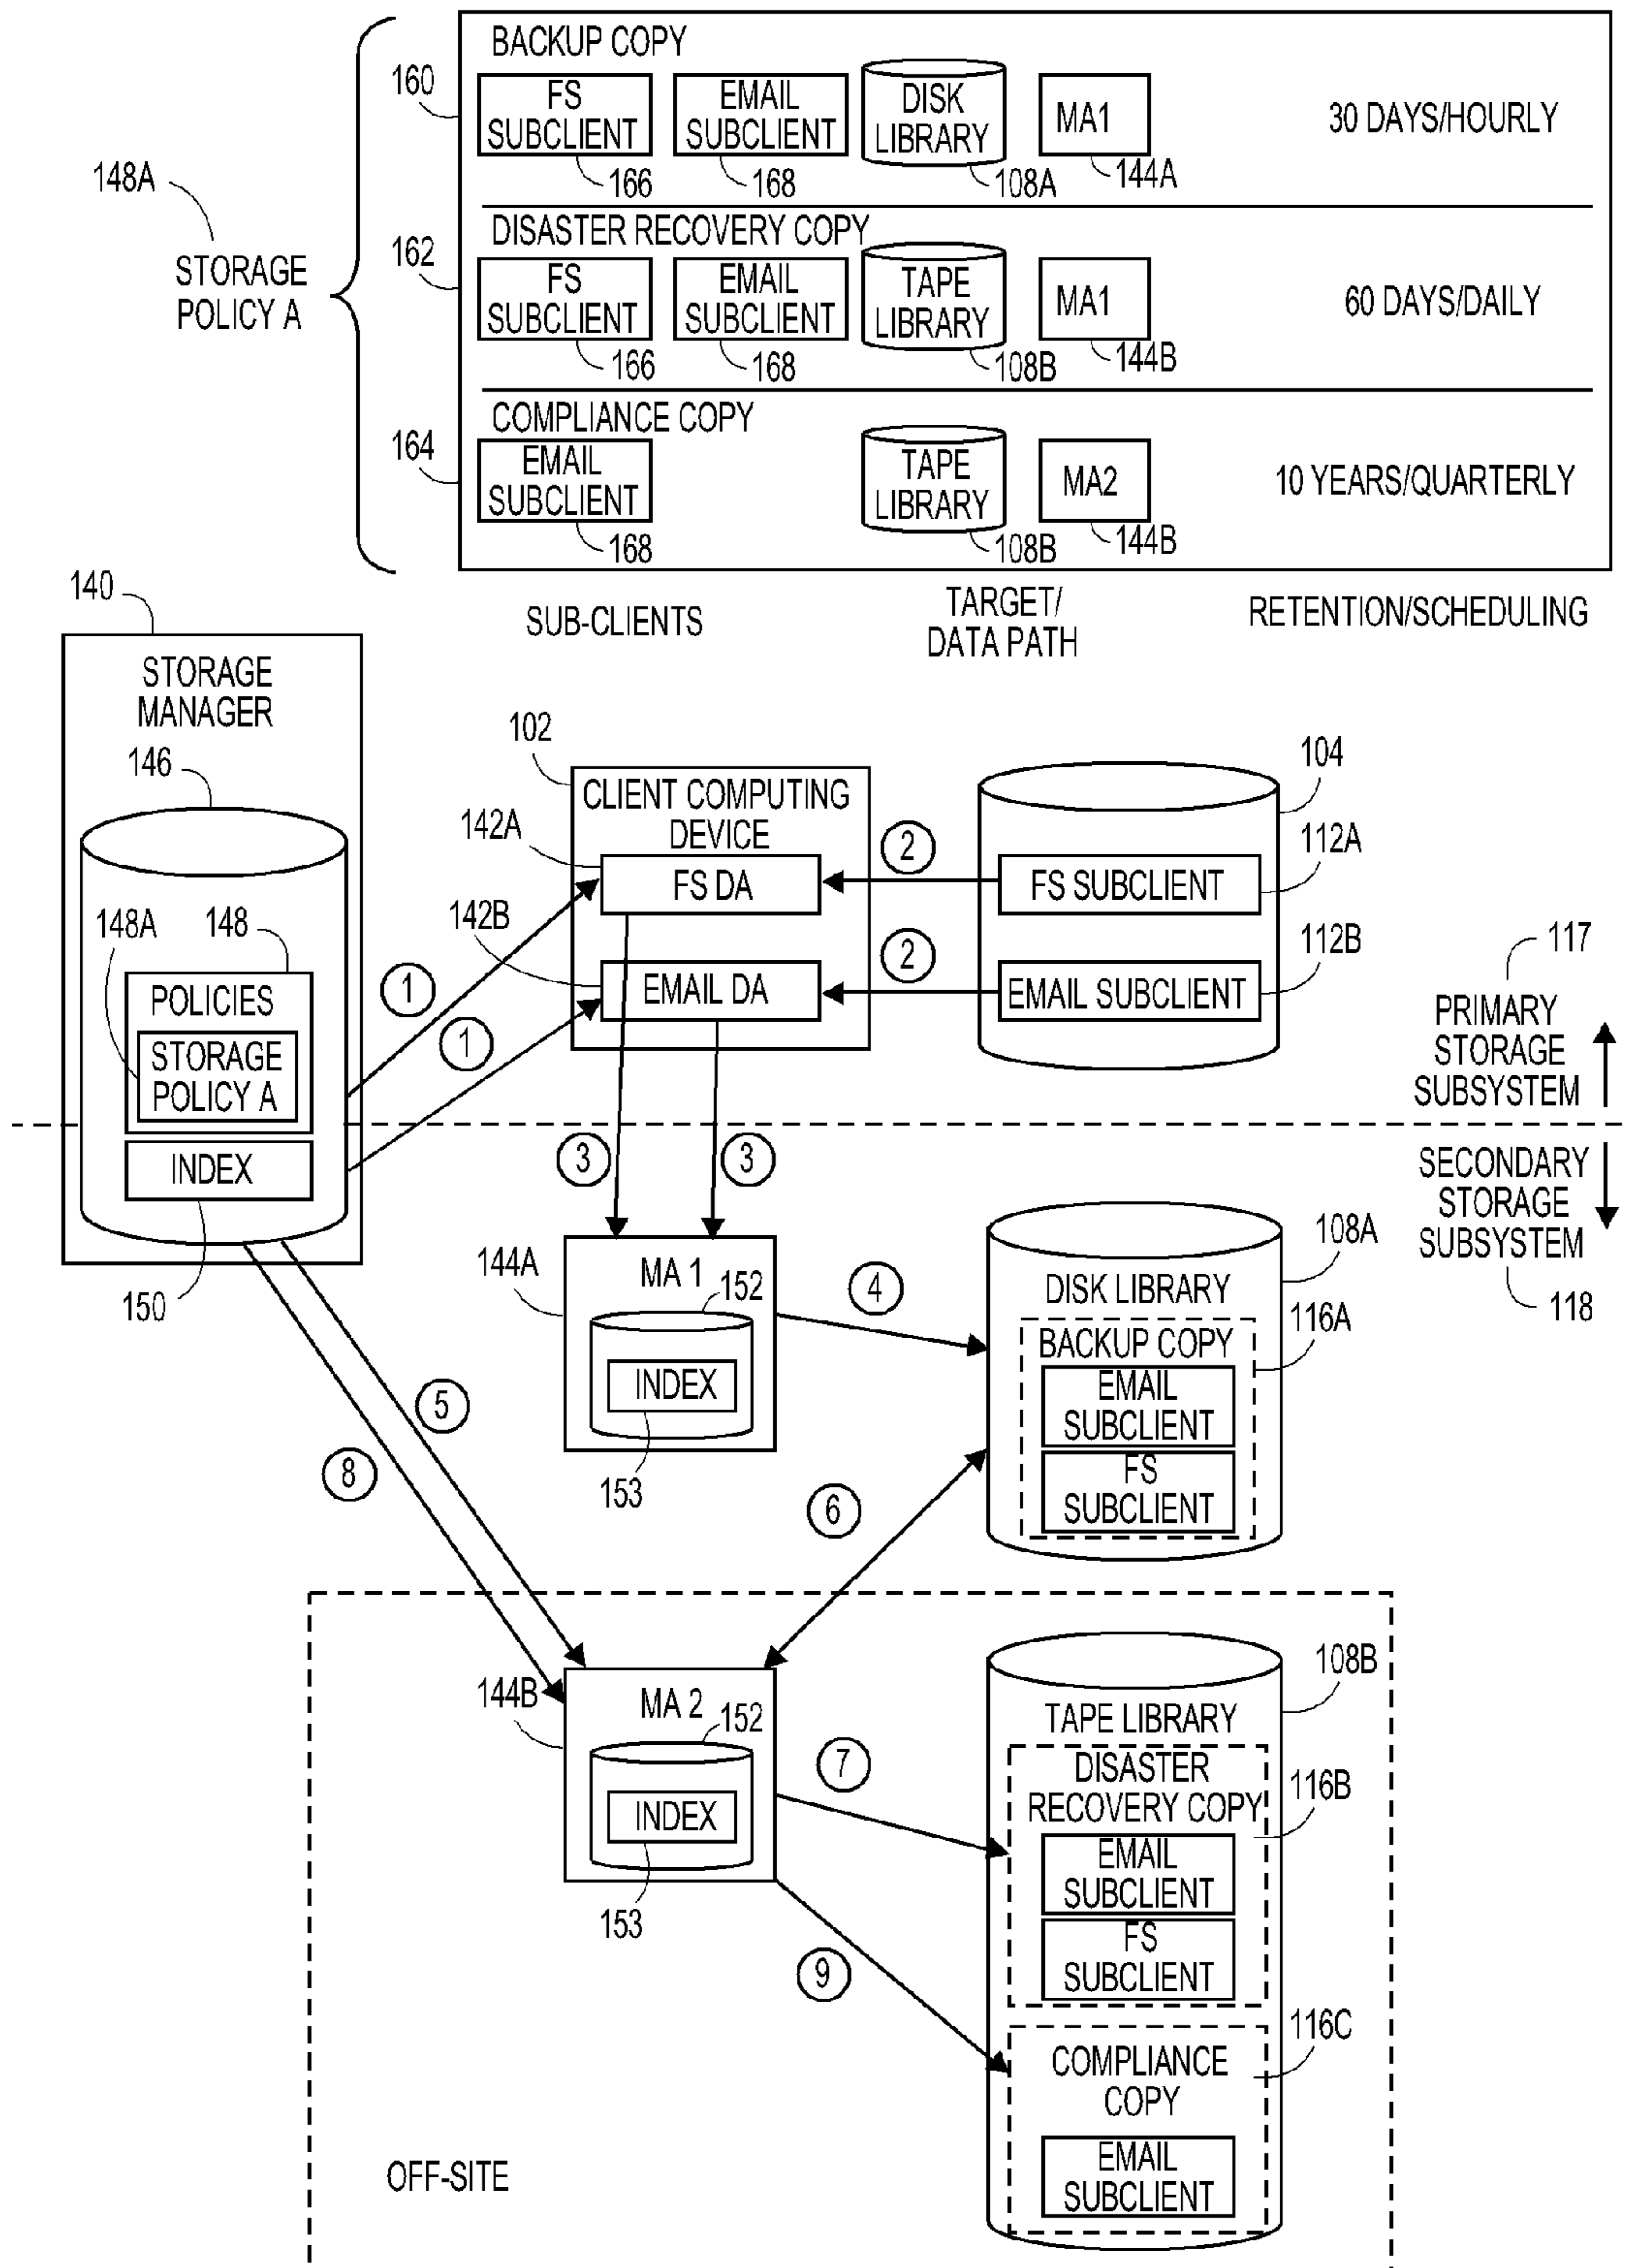 BACKUP COPY
160
FS
SUBCLIENT
166
EMAIL
SUBCLIENT
168
DISK
LIBRARY
108A
MA1
144A
30 DAYS/HOURLY
148A
STORAGE
POLICY A
DISASTER RECOVERY COPY
162
FS
SUBCLIENT
166
EMAIL
SUBCLIENT
168
TAPE
LIBRARY
108B
MA1
144B
60 DAYS/DAILY
COMPLIANCE COPY
164
EMAIL
SUBCLIENT
168
TAPE
LIBRARY
108B
MA2
144B
10 YEARS/QUARTERLY
SUB-CLIENTS
TARGET/
DATA PATH
RETENTION/SCHEDULING
140
STORAGE
MANAGER
146
148A
148
POLICIES
STORAGE
POLICY A
INDEX
150
1
1
102
CLIENT COMPUTING
DEVICE
142A
FS DA
142B
EMAIL DA
2
2
104
FS SUBCLIENT
112A
EMAIL SUBCLIENT
112B
117
PRIMARY
STORAGE
SUBSYSTEM
SECONDARY
STORAGE
SUBSYSTEM
118
3
3
144A
MA 1
152
INDEX
153
4
108A
DISK LIBRARY
BACKUP COPY
116A
EMAIL
SUBCLIENT
FS
SUBCLIENT
5
8
6
144B
MA 2
152
INDEX
153
7
9
108B
TAPE LIBRARY
DISASTER
RECOVERY COPY
116B
EMAIL
SUBCLIENT
FS
SUBCLIENT
116C
COMPLIANCE
COPY
EMAIL
SUBCLIENT
OFF-SITE